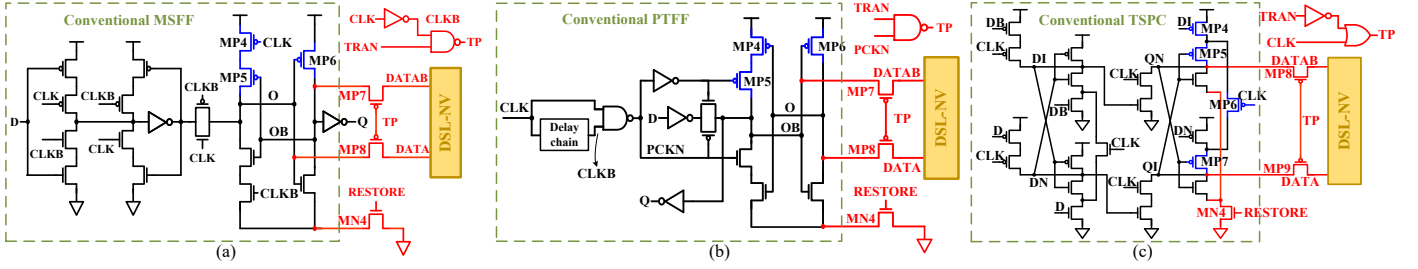 Conventional MSFF
CLK
CLKB
TRAN
TP
MP4
CLK
MP5
MP6
CLK
CLKB
CLKB
D
O
OB
MP7
DATAB
TP
MP8
DATA
DSL-NV
CLKB
CLK
CLK
CLKB
Q
RESTORE
MN4
(a)
Conventional PTFF
TRAN
PCKN
TP
MP4
MP5
MP6
CLK
Delay
chain
CLKB
D
PCKN
O
OB
MP7
DATAB
TP
MP8
DATA
DSL-NV
Q
RESTORE
MN4
(b)
Conventional TSPC
TRAN
CLK
TP
DB
CLK
DI
MP4
MP5
DI
QN
CLK
DB
MP6
CLK
MP8
DATAB
TP
DSL-NV
D
CLK
CLK
DN
MP7
DN
QI
MP9
DATA
D
CLK
MN4
RESTORE
(c)